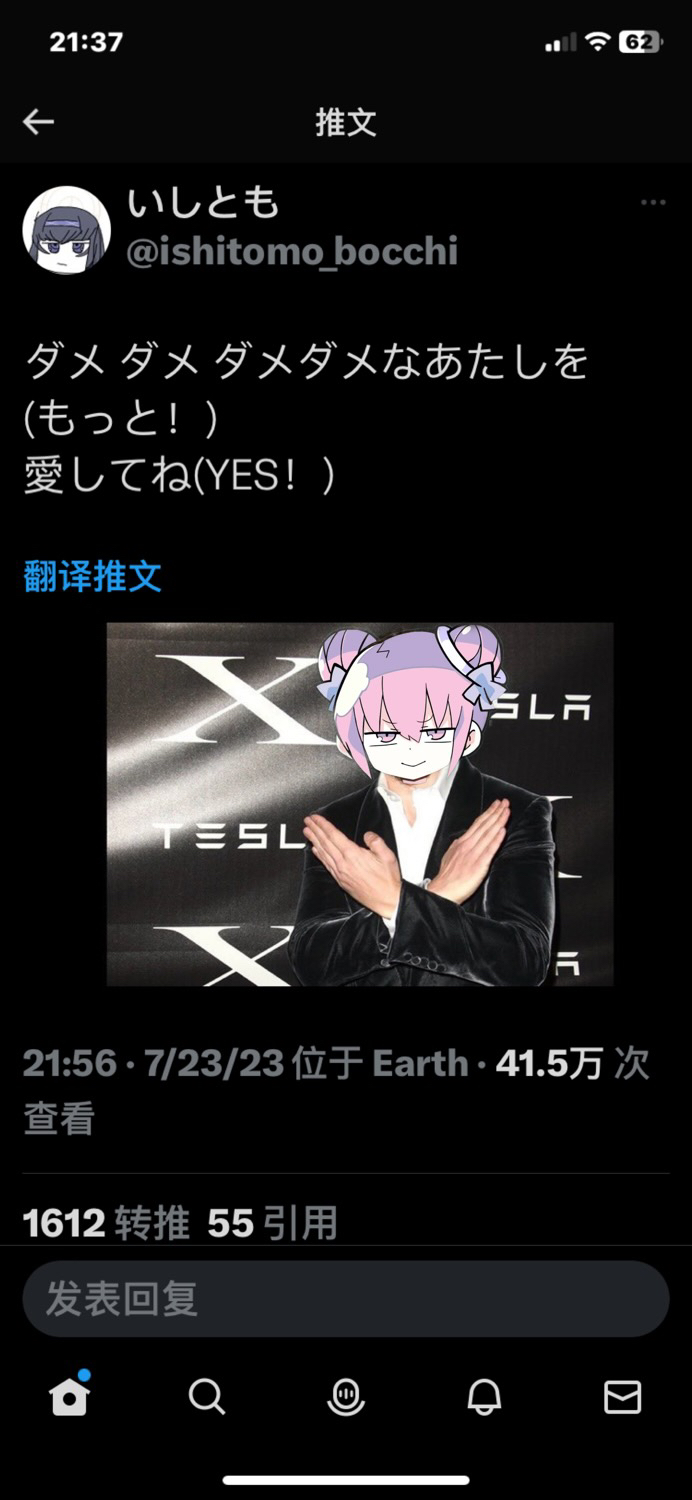 21:37
62
推文
いしとも
@ishitomo_bocchi
ダメ ダメ ダメダメなあたしを
(もっと！)
愛してね(YES！)
翻译推文
X
SLA
TESL
X
A
21:56 · 7/23/23 位于 Earth · 41.5万 次
查看
1612 转推 55 引用
发表回复